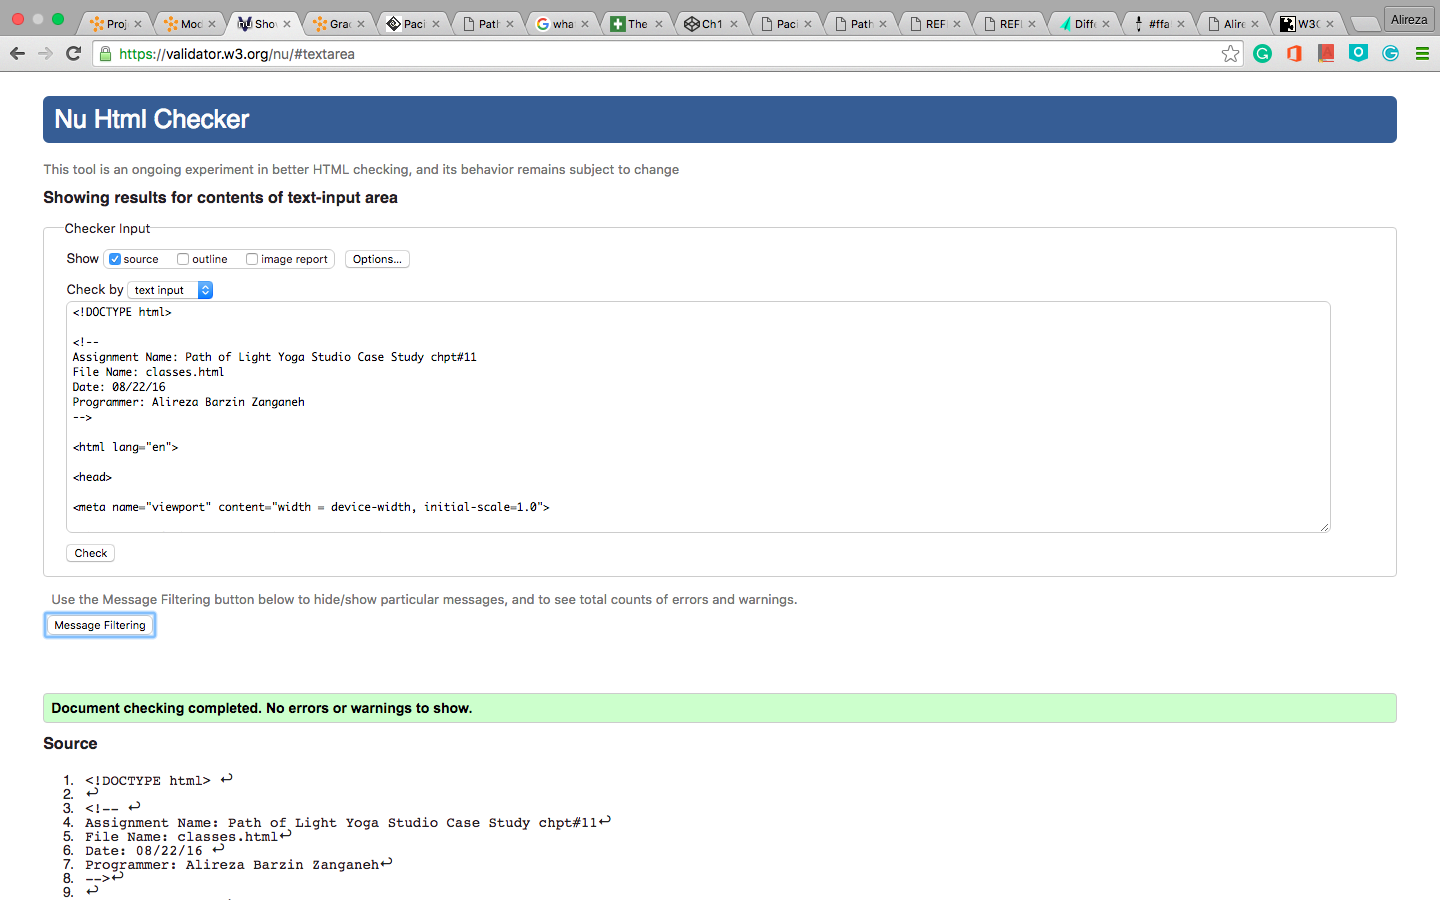 Proj Mod Sho Grad Paci Path wha The Ch1 Paci Path REF REF Diffe #ffa Alire W3C Alireza
https://validator.w3.org/nu/#textarea
Nu Html Checker
This tool is an ongoing experiment in better HTML checking, and its behavior remains subject to change
Showing results for contents of text-input area
Checker Input
Show source outline image report Options...
Check by text input
<!DOCTYPE html>
<!--
Assignment Name: Path of Light Yoga Studio Case Study chpt#11
File Name: classes.html
Date: 08/22/16
Programmer: Alireza Barzin Zanganeh
-->
<html lang="en">
<head>
<meta name="viewport" content="width = device-width, initial-scale=1.0">
Check
Use the Message Filtering button below to hide/show particular messages, and to see total counts of errors and warnings.
Message Filtering
Document checking completed. No errors or warnings to show.
Source
1. <!DOCTYPE html> ↩
2. ↩
3. <!-- ↩
4. Assignment Name: Path of Light Yoga Studio Case Study chpt#11↩
5. File Name: classes.html↩
6. Date: 08/22/16 ↩
7. Programmer: Alireza Barzin Zanganeh↩
8. -->↩
9. ↩